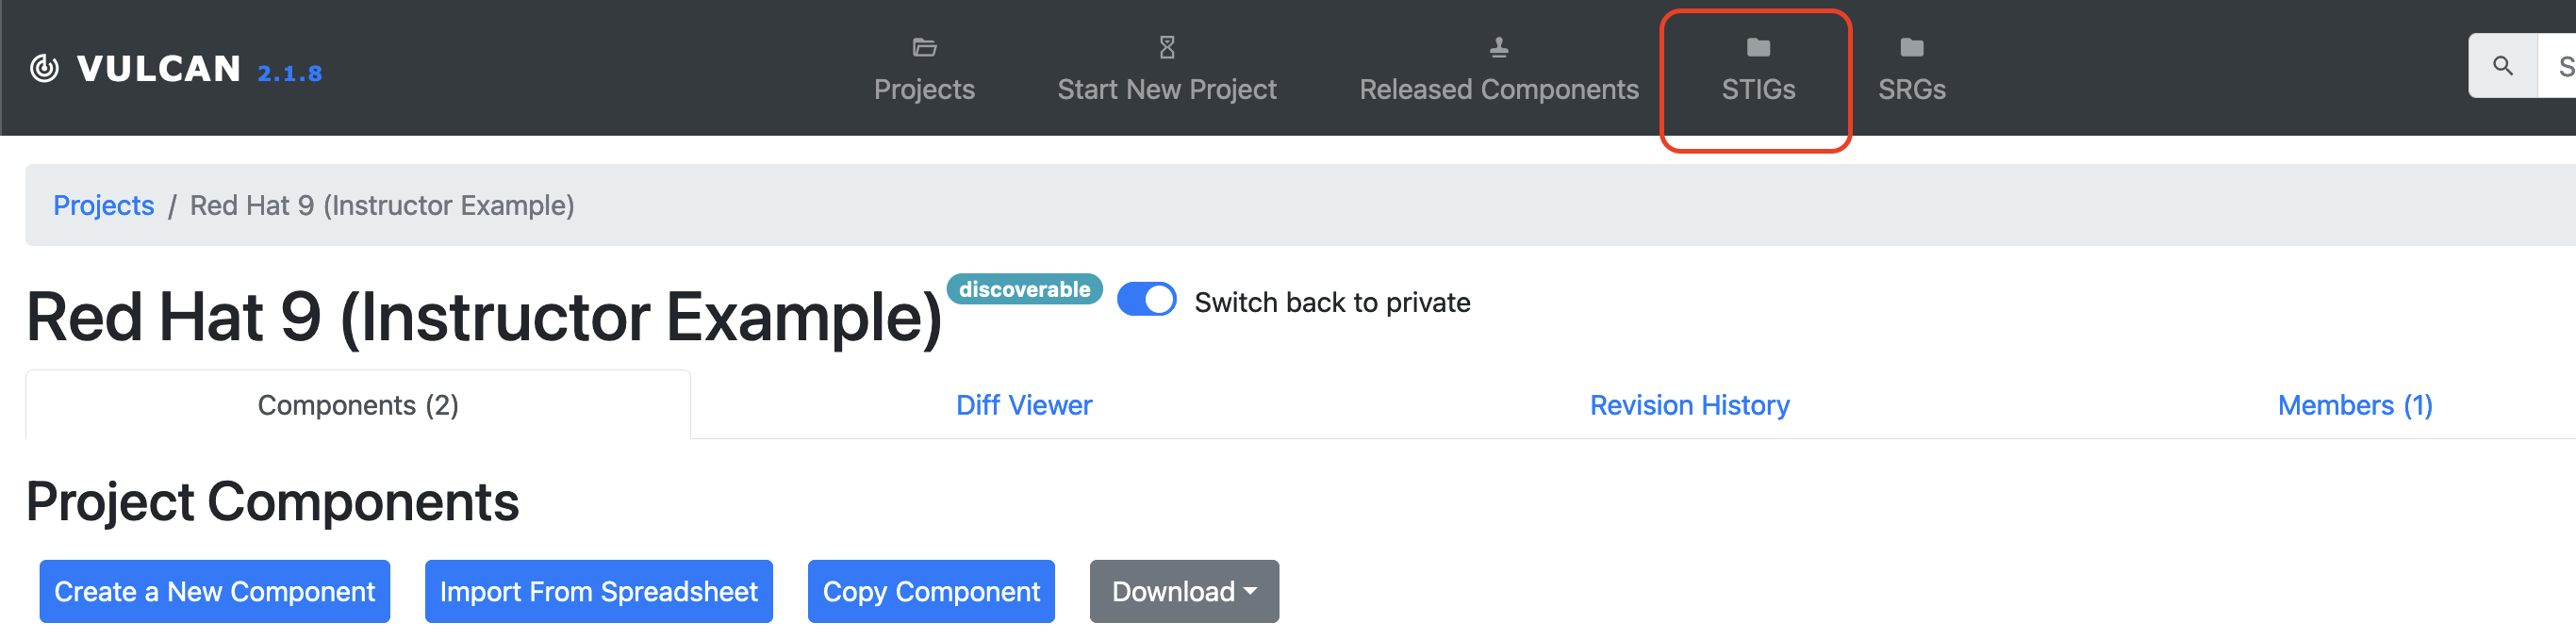 VULCAN 2.1.8
Projects
Start New Project
Released Components
STIGs
SRGs
S
Projects / Red Hat 9 (Instructor Example)
Red Hat 9 (Instructor Example) discoverable Switch back to private
Components (2)
Diff Viewer
Revision History
Members (1)
Project Components
Create a New Component
Import From Spreadsheet
Copy Component
Download